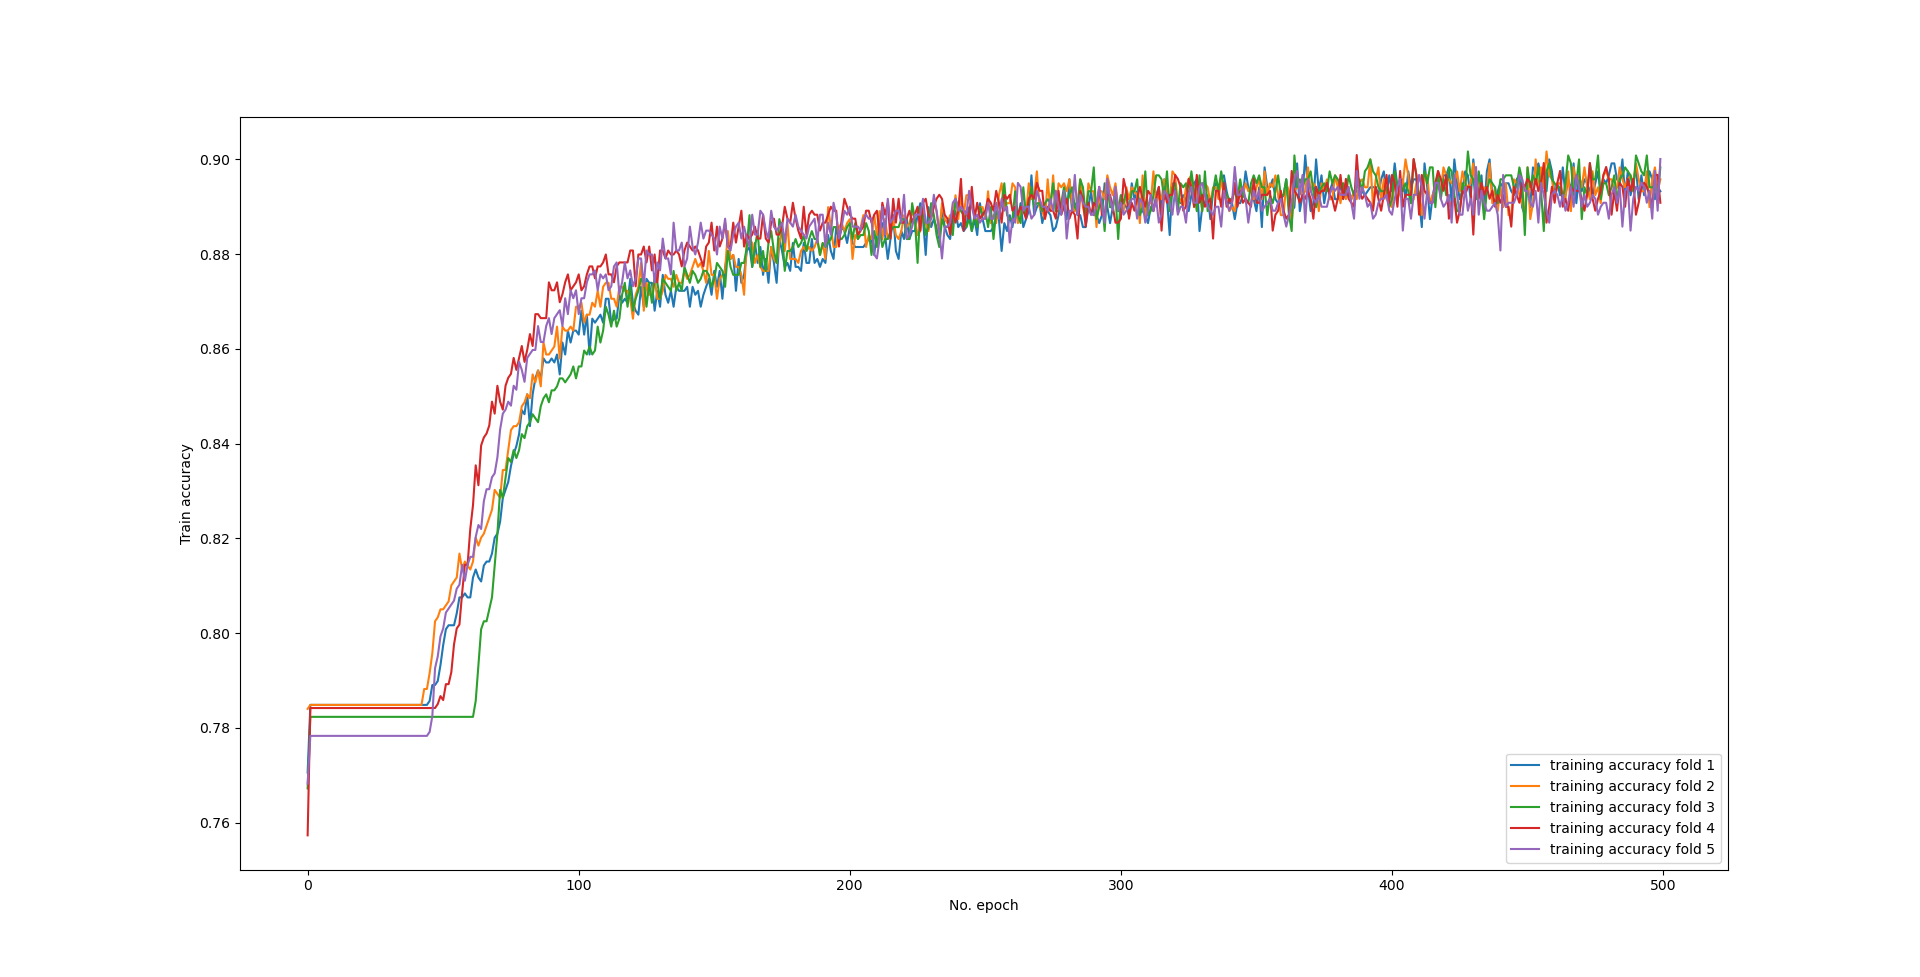 0.90
0.88
0.86
0.84
0.82
0.80
0.78
0.76
Train accuracy
0 100 200 300 400 500
No. epoch
training accuracy fold 1
training accuracy fold 2
training accuracy fold 3
training accuracy fold 4
training accuracy fold 5